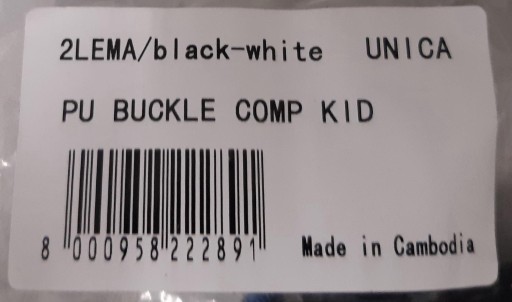 2LEMA/black-white UNICA
PU BUCKLE COMP KID
8 000958 222891
Made in Cambodia